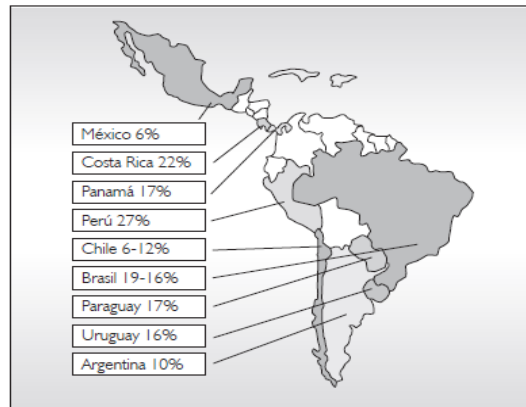 México 6%
Costa Rica 22%
Panamá 17%
Perú 27%
Chile 6-12%
Brasil 19-16%
Paraguay 17%
Uruguay 16%
Argentina 10%